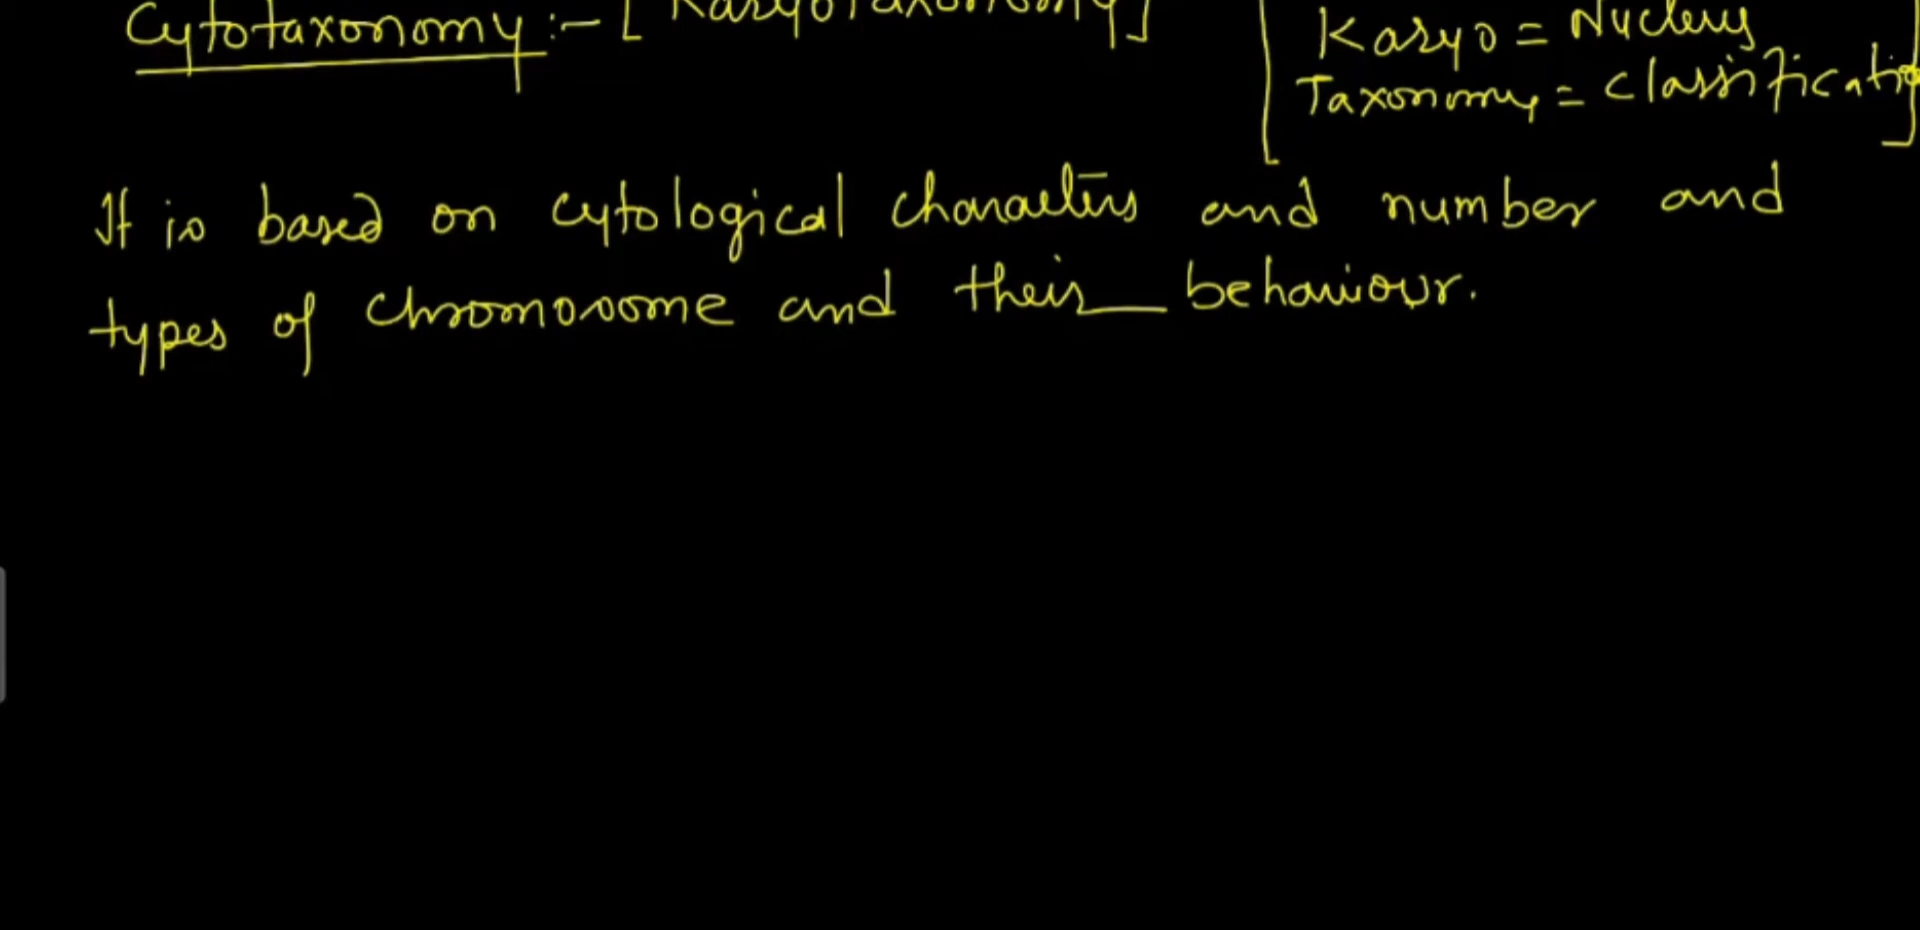 Cytotaxonomy :- [Karyotaxonomy]
[Karyo = Nucleus
Taxonomy = classification]
It is based on cytological characters and number and
types of chromosome and their behaviour.